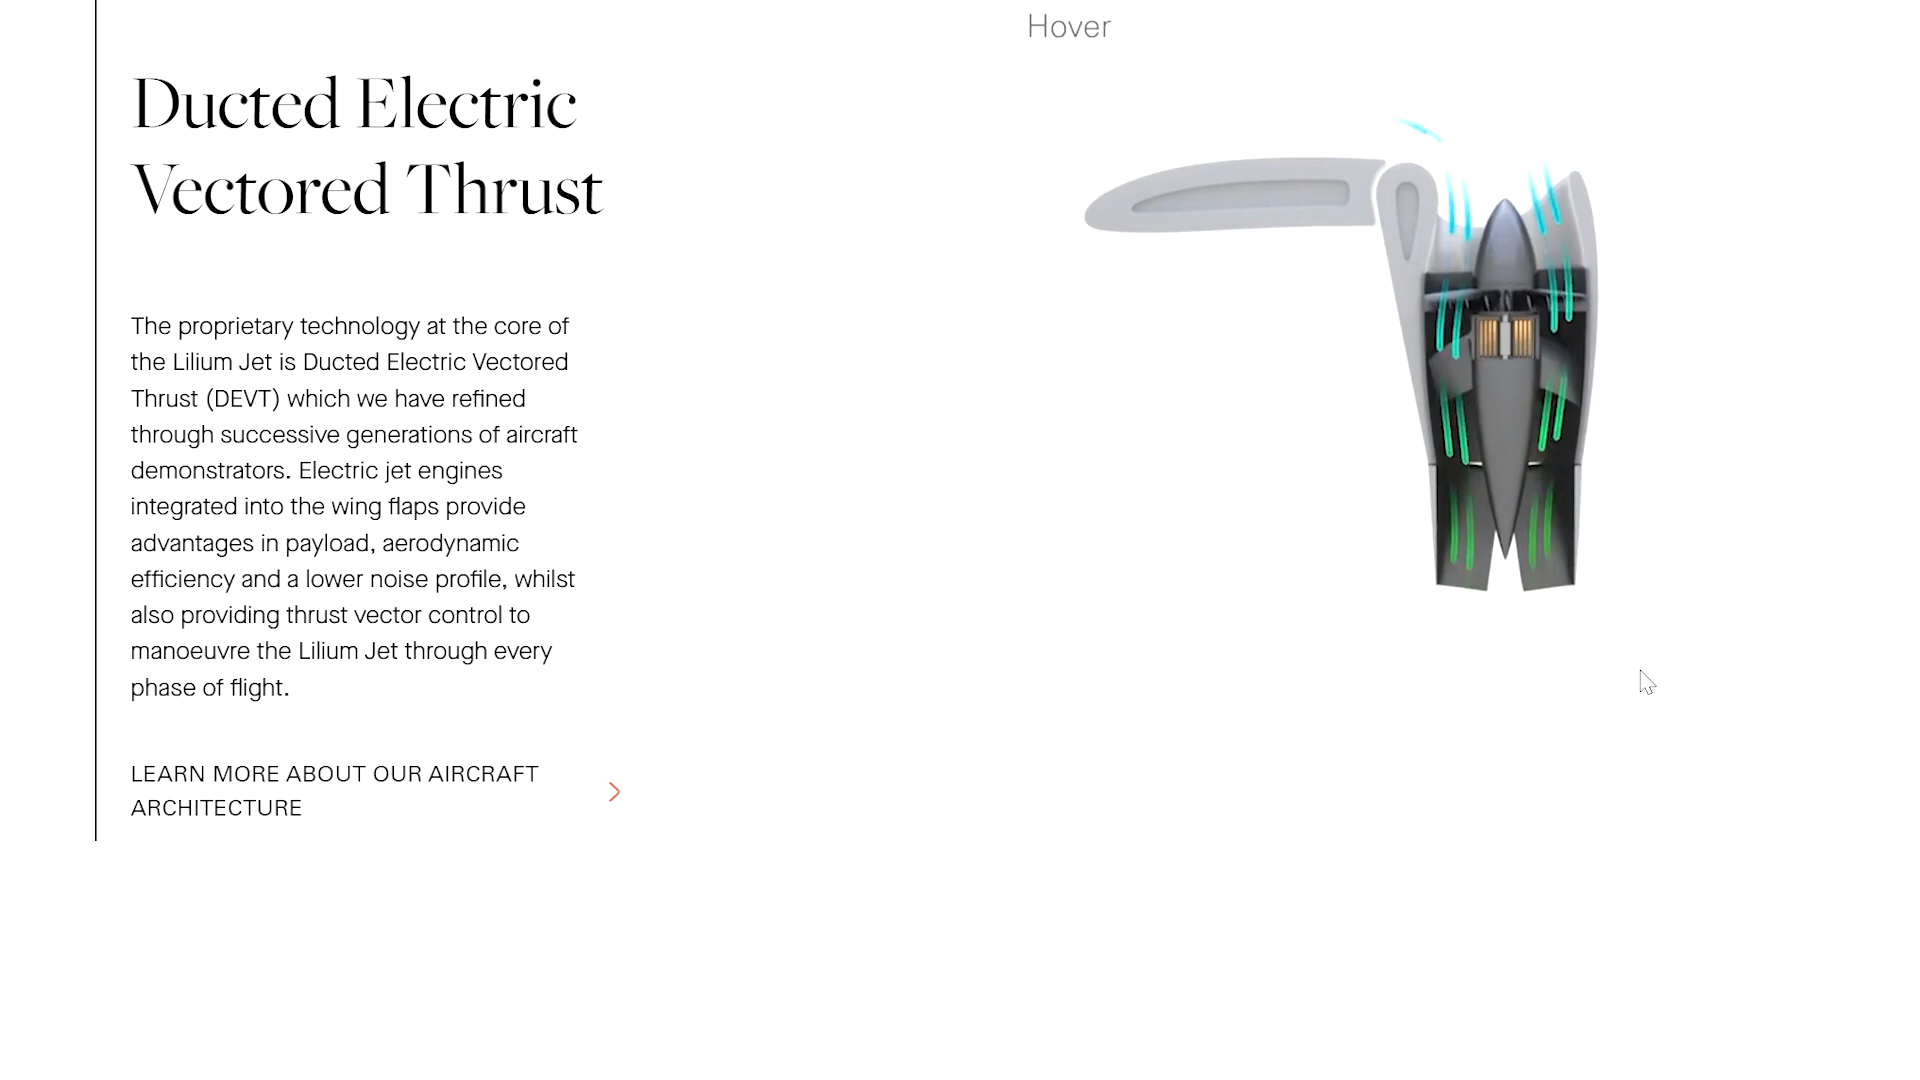 Hover
Ducted Electric
Vectored Thrust
The proprietary technology at the core of
the Lilium Jet is Ducted Electric Vectored
Thrust (DEVT) which we have refined
through successive generations of aircraft
demonstrators. Electric jet engines
integrated into the wing flaps provide
advantages in payload, aerodynamic
efficiency and a lower noise profile, whilst
also providing thrust vector control to
manoeuvre the Lilium Jet through every
phase of flight.
LEARN MORE ABOUT OUR AIRCRAFT
ARCHITECTURE